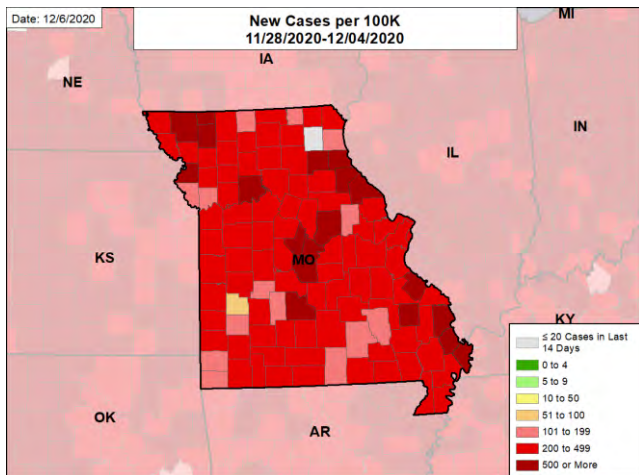 Date: 12/6/2020
New Cases per 100K
11/28/2020-12/04/2020
MI
IA
NE
IN
IL
KS
MO
KY
OK
AR
≤ 20 Cases in Last
14 Days
0 to 4
5 to 9
10 to 50
51 to 100
101 to 199
200 to 499
500 or More